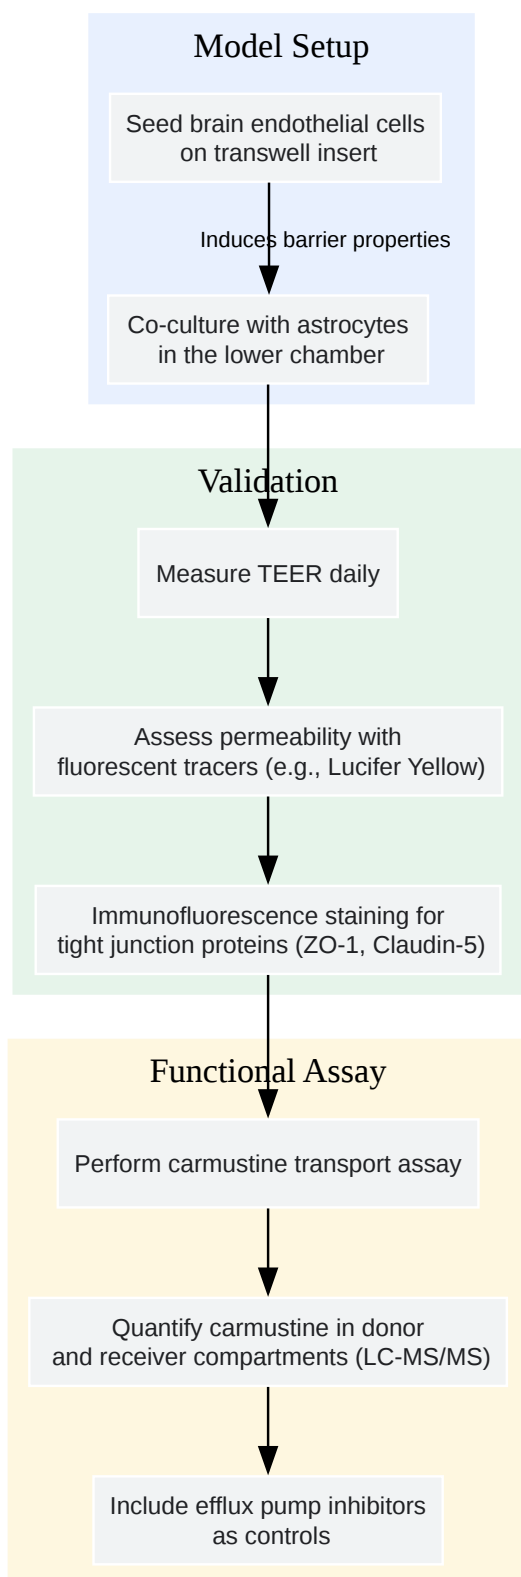 Model Setup
Seed brain endothelial cells
on transwell insert
Induces barrier properties
Co-culture with astrocytes
in the lower chamber
Validation
Measure TEER daily
Assess permeability with
fluorescent tracers (e.g., Lucifer Yellow)
Immunofluorescence staining for
tight junction proteins (ZO-1, Claudin-5)
Functional Assay
Perform carmustine transport assay
Quantify carmustine in donor
and receiver compartments (LC-MS/MS)
Include efflux pump inhibitors
as controls